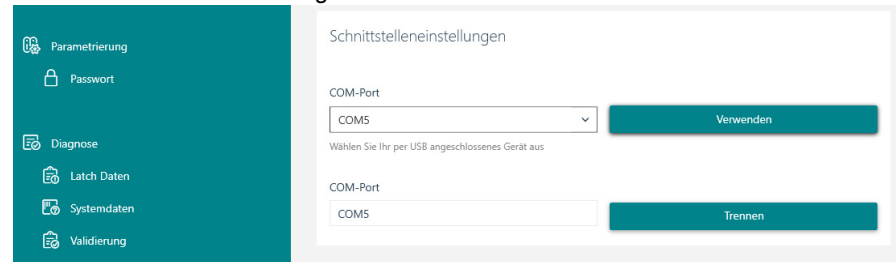 Parametrierung
Passwort
Diagnose
Latch Daten
Systemdaten
Validierung
Schnittstelleneinstellungen
COM-Port
COM5
Verwenden
Wählen Sie Ihr per USB angeschlossenes Gerät aus
COM-Port
COM5
Trennen